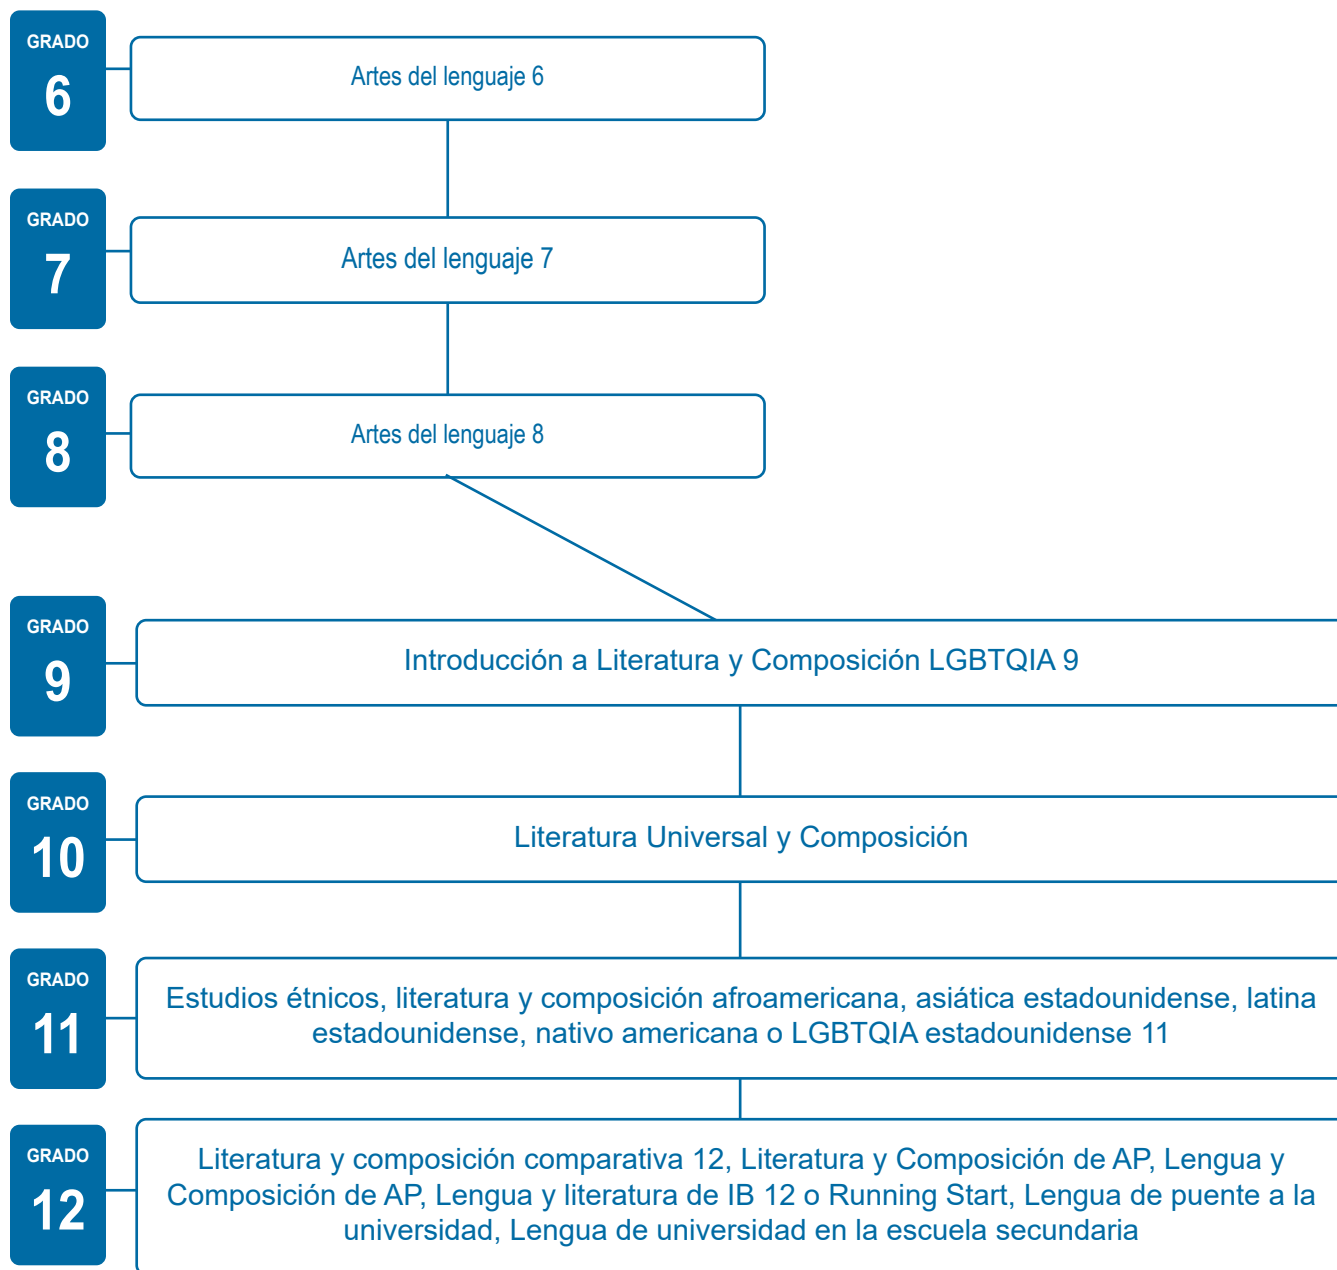 GRADO
6
Artes del lenguaje 6
GRADO
7
Artes del lenguaje 7
GRADO
8
Artes del lenguaje 8
GRADO
9
Introducción a Literatura y Composición LGBTQIA 9
GRADO
10
Literatura Universal y Composición
GRADO
11
Estudios étnicos, literatura y composición afroamericana, asiática estadounidense, latina
estadounidense, nativo americana o LGBTQIA estadounidense 11
GRADO
12
Literatura y composición comparativa 12, Literatura y Composición de AP, Lengua y
Composición de AP, Lengua y literatura de IB 12 o Running Start, Lengua de puente a la
universidad, Lengua de universidad en la escuela secundaria